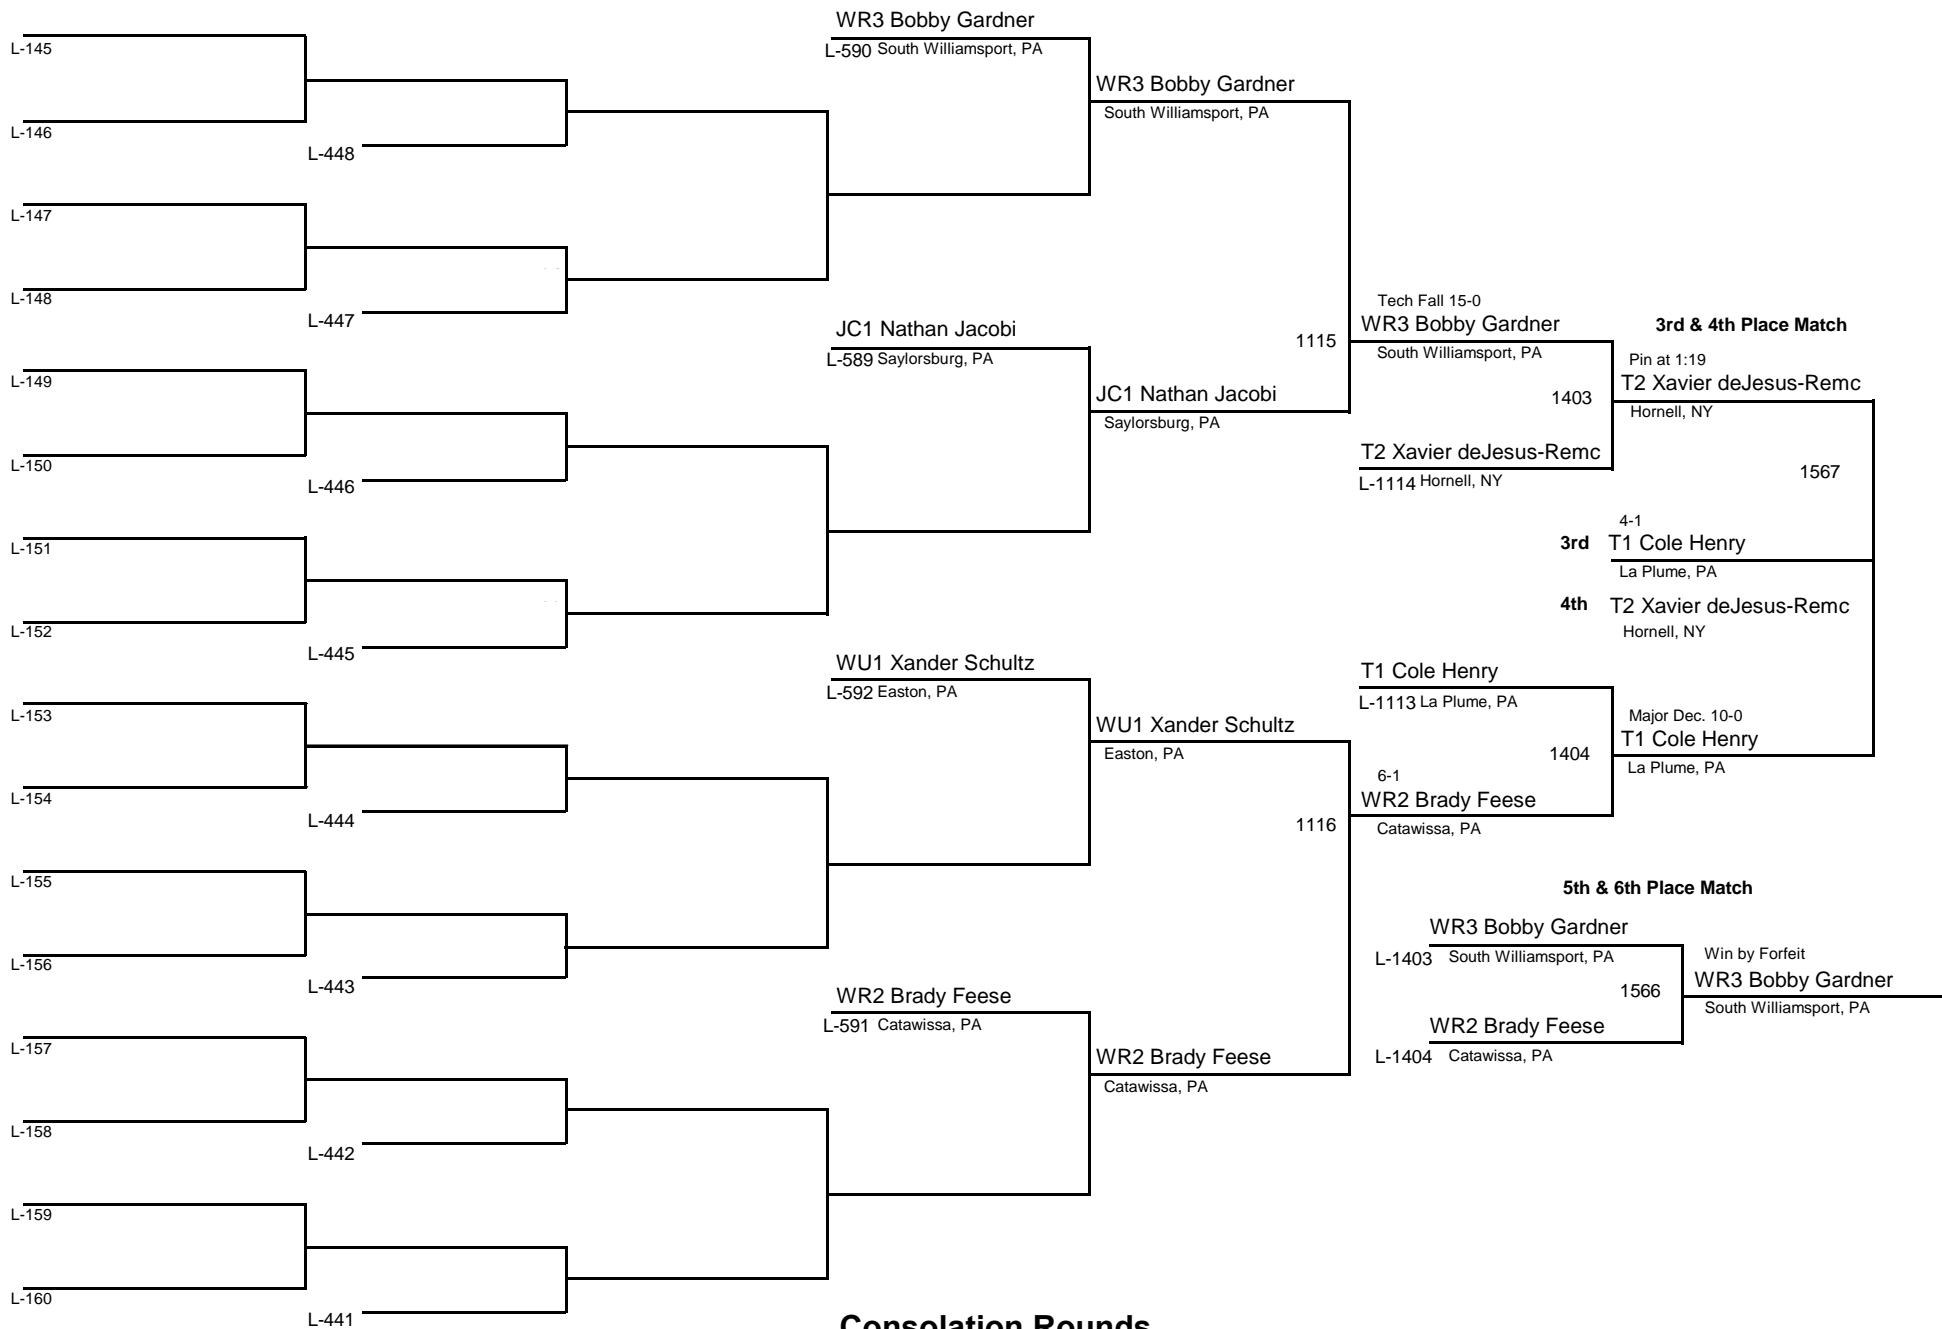 WR3 Bobby Gardner
L-145
L-590 South Williamsport, PA
WR3 Bobby Gardner
South Williamsport, PA
L-146
L-448
L-147
L-148
L-447
JC1 Nathan Jacobi
L-589 Saylorsburg, PA
1115
Tech Fall 15-0
WR3 Bobby Gardner
South Williamsport, PA
3rd & 4th Place Match
Pin at 1:19
T2 Xavier deJesus-Remc
Hornell, NY
L-149
JC1 Nathan Jacobi
Saylorsburg, PA
1403
T2 Xavier deJesus-Remc
L-1114 Hornell, NY
1567
L-150
L-446
4-1
3rd T1 Cole Henry
La Plume, PA
4th T2 Xavier deJesus-Remc
Hornell, NY
L-151
L-152
L-445
WU1 Xander Schultz
L-592 Easton, PA
T1 Cole Henry
L-1113 La Plume, PA
L-153
WU1 Xander Schultz
Easton, PA
Major Dec. 10-0
T1 Cole Henry
La Plume, PA
1404
6-1
WR2 Brady Feese
Catawissa, PA
L-154
L-444
1116
L-155
5th & 6th Place Match
WR3 Bobby Gardner
L-1403 South Williamsport, PA
Win by Forfeit
WR3 Bobby Gardner
South Williamsport, PA
L-156
L-443
WR2 Brady Feese
L-591 Catawissa, PA
1566
WR2 Brady Feese
L-1404 Catawissa, PA
L-157
WR2 Brady Feese
Catawissa, PA
L-158
L-442
L-159
L-160
L-441
Consolation Rounds